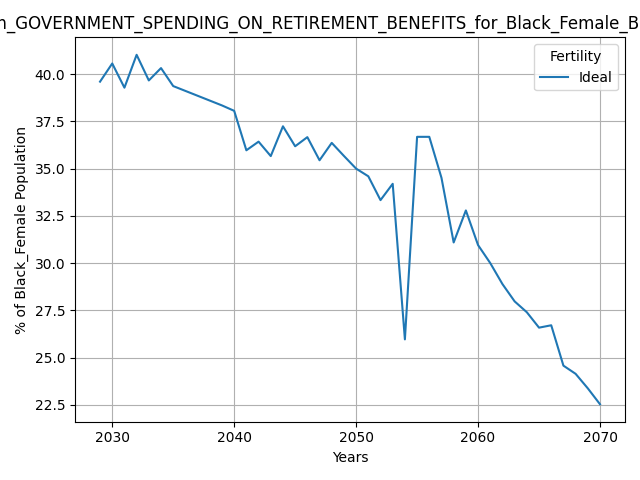 n_GOVERNMENT_SPENDING_ON_RETIREMENT_BENEFITS_for_Black_Female_B
Fertility
Ideal
40.0
37.5
35.0
32.5
30.0
27.5
25.0
22.5
% of Black_Female Population
2030 2040 2050 2060 2070
Years